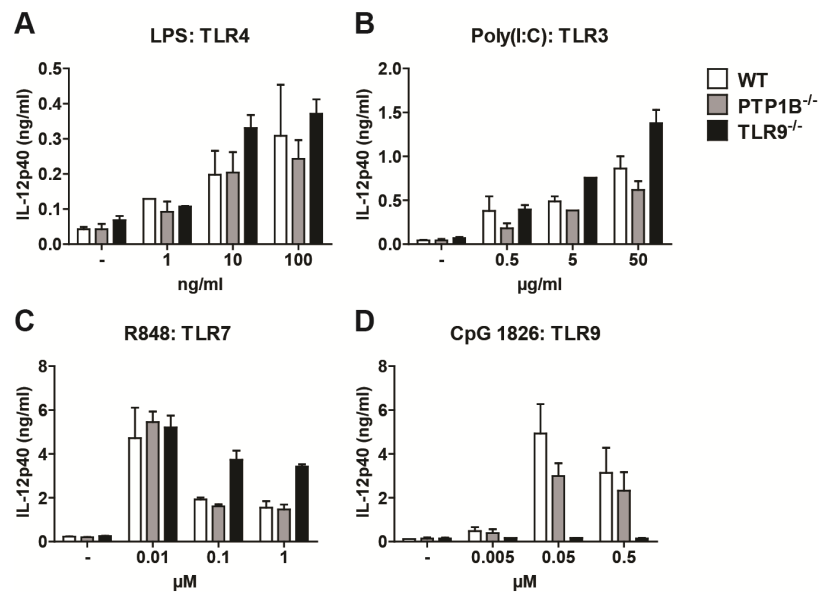 A
LPS: TLR4
IL-12p40 (ng/ml)
0.5
0.4
0.3
0.2
0.1
0.0
-
1
10
100
ng/ml
B
Poly(I:C): TLR3
IL-12p40 (ng/ml)
2.0
1.5
1.0
0.5
0.0
-
0.5
5
50
µg/ml
WT
PTP1B-/-
TLR9-/-
C
R848: TLR7
IL-12p40 (ng/ml)
8
6
4
2
0
-
0.01
0.1
1
µM
D
CpG 1826: TLR9
IL-12p40 (ng/ml)
8
6
4
2
0
-
0.005
0.05
0.5
µM